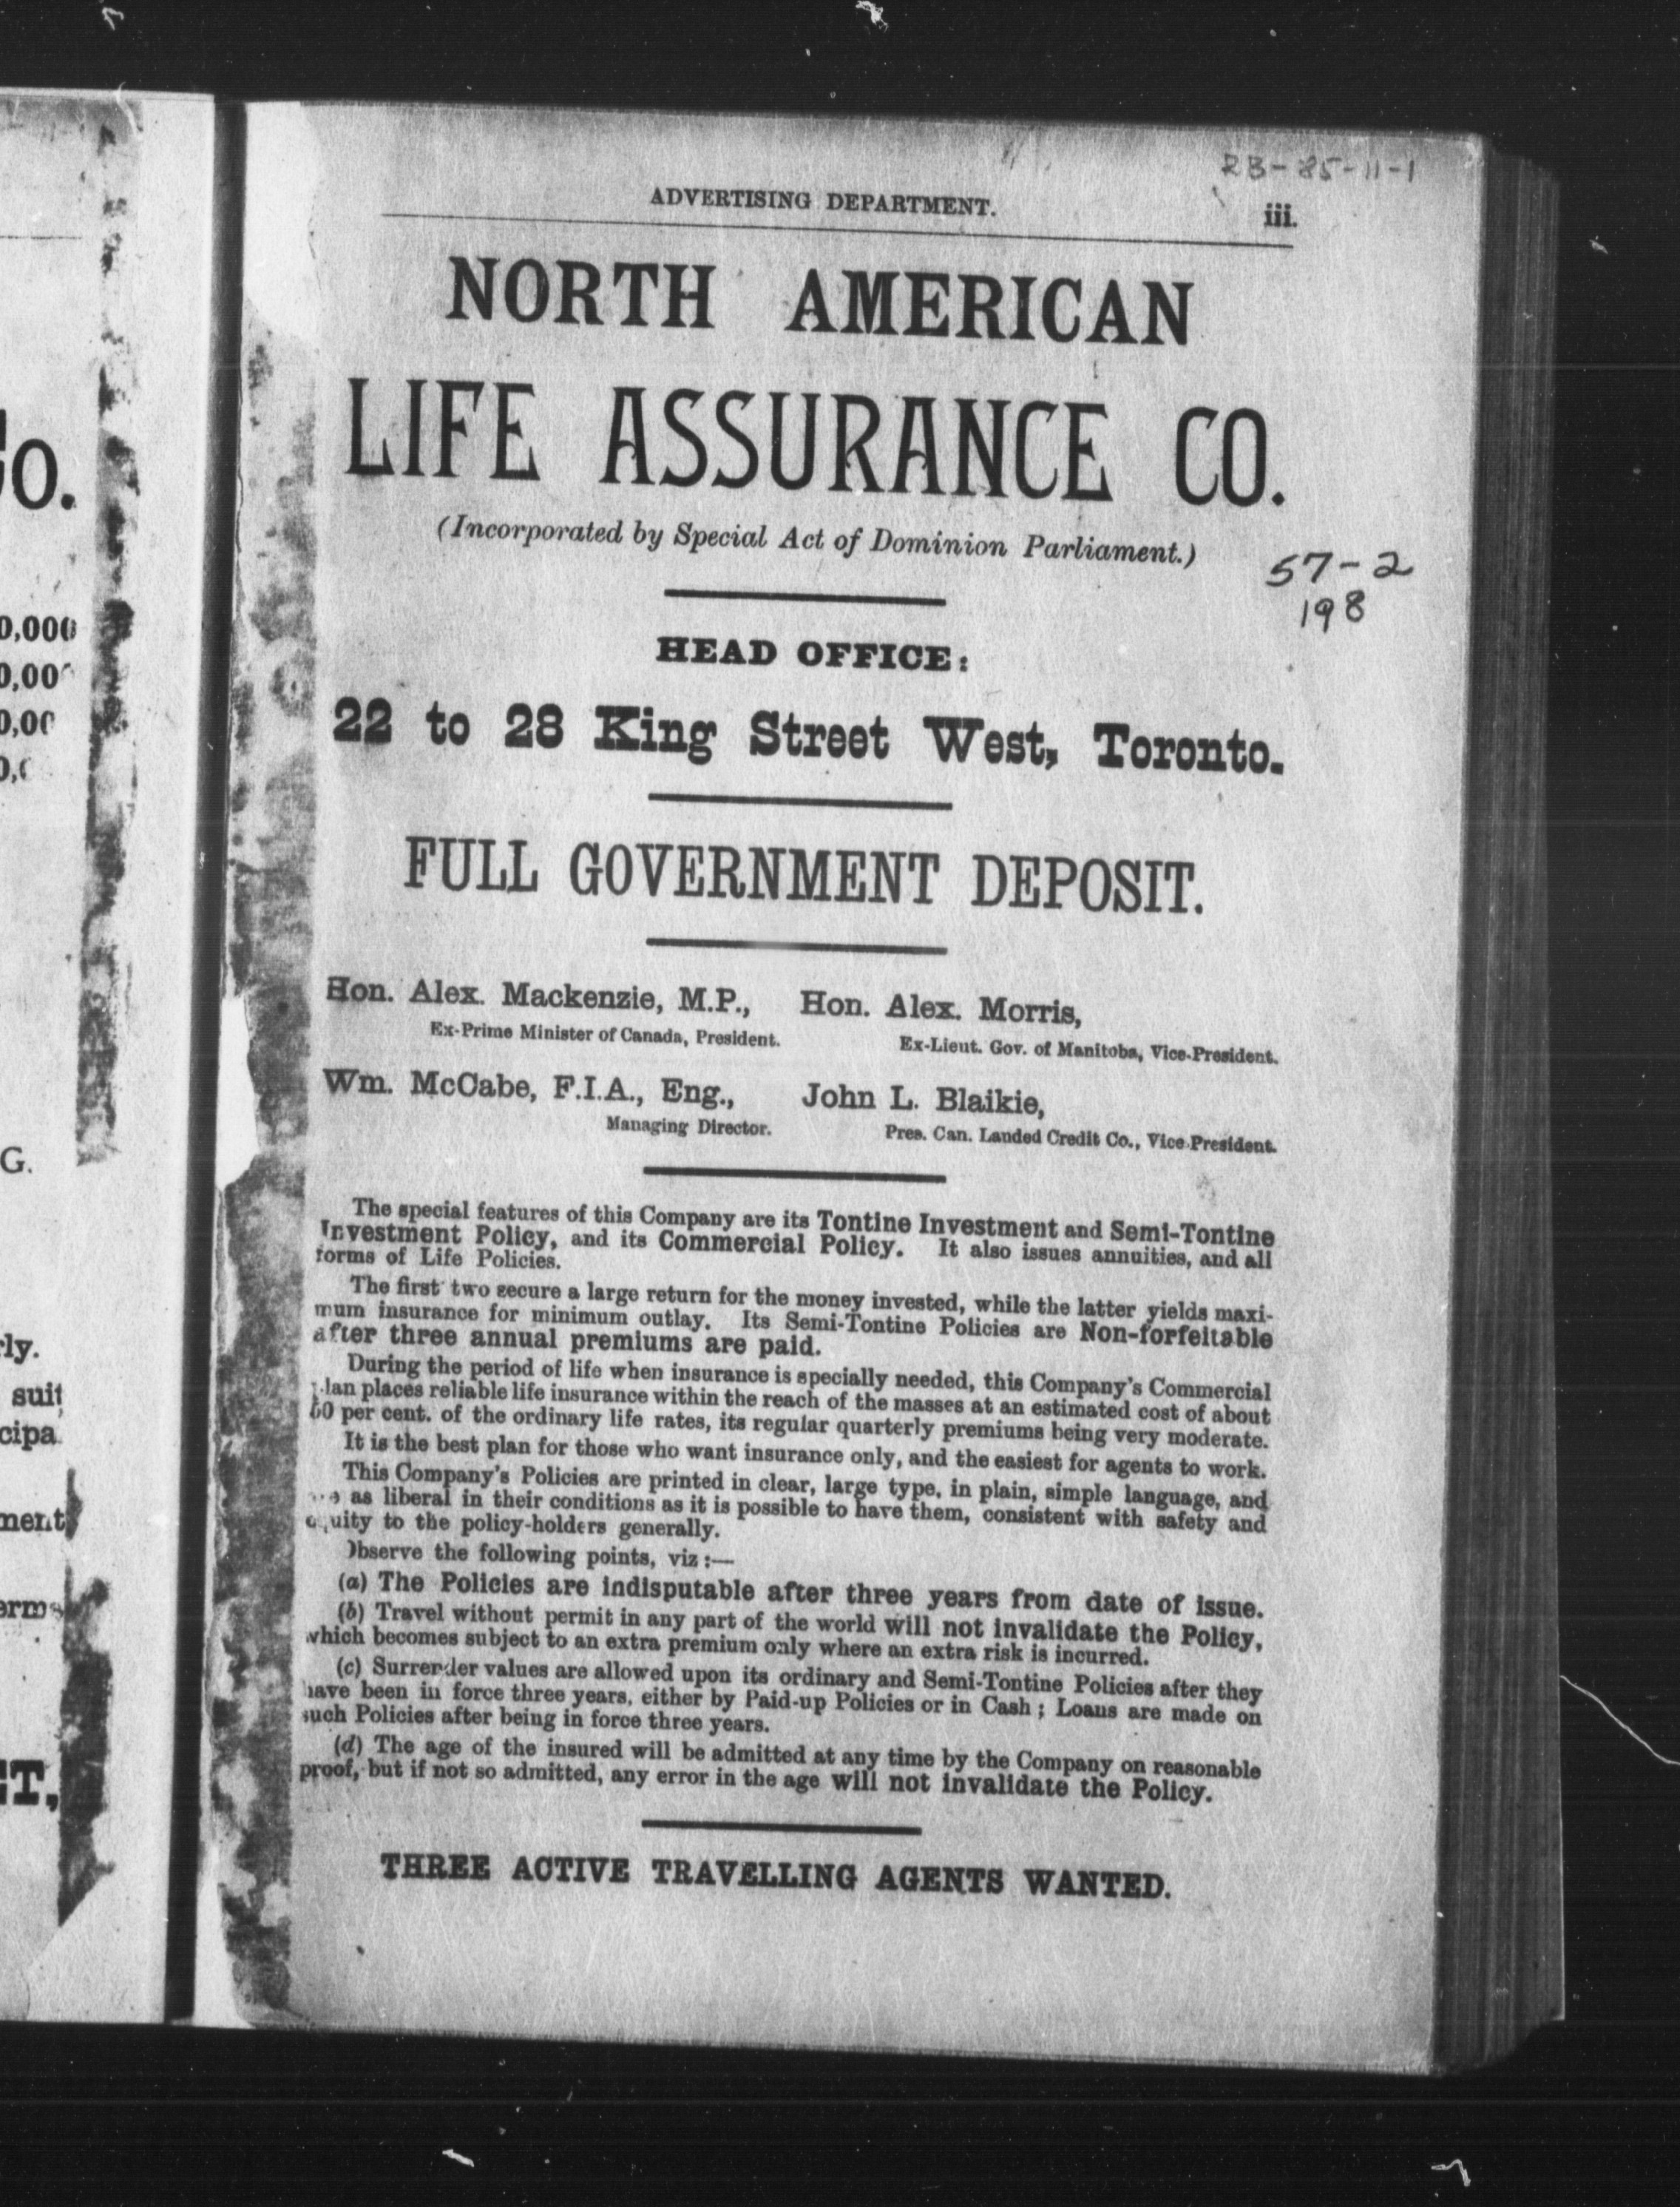 RB-85-11-1
ADVERTISING DEPARTMENT. iii.
NORTH AMERICAN
LIFE ASSURANCE CO.
(Incorporated by Special Act of Dominion Parliament.)
57-2
198
HEAD OFFICE:
22 to 28 King Street West, Toronto.
FULL GOVERNMENT DEPOSIT.
Hon. Alex. Mackenzie, M.P., Hon. Alex. Morris,
Ex-Prime Minister of Canada, President. Ex-Lieut. Gov. of Manitoba, Vice-President.
Wm. McCabe, F.I.A., Eng., John L. Blaikie,
Managing Director. Pres. Can. Landed Credit Co., Vice-President.
The special features of this Company are its Tontine Investment and Semi-Tontine
Investment Policy, and its Commercial Policy. It also issues annuities, and all
forms of Life Policies.
The first two secure a large return for the money invested, while the latter yields maxi-
mum insurance for minimum outlay. Its Semi-Tontine Policies are Non-forfeitable
after three annual premiums are paid.
During the period of life when insurance is specially needed, this Company's Commercial
lan places reliable life insurance within the reach of the masses at an estimated cost of about
50 per cent. of the ordinary life rates, its regular quarterly premiums being very moderate.
It is the best plan for those who want insurance only, and the easiest for agents to work.
This Company's Policies are printed in clear, large type, in plain, simple language, and
as liberal in their conditions as it is possible to have them, consistent with safety and
equity to the policy-holders generally.
Observe the following points, viz :—
(a) The Policies are indisputable after three years from date of issue.
(b) Travel without permit in any part of the world will not invalidate the Policy,
which becomes subject to an extra premium only where an extra risk is incurred.
(c) Surrender values are allowed upon its ordinary and Semi-Tontine Policies after they
have been in force three years, either by Paid-up Policies or in Cash ; Loans are made on
such Policies after being in force three years.
(d) The age of the insured will be admitted at any time by the Company on reasonable
proof, but if not so admitted, any error in the age will not invalidate the Policy.
THREE ACTIVE TRAVELLING AGENTS WANTED.